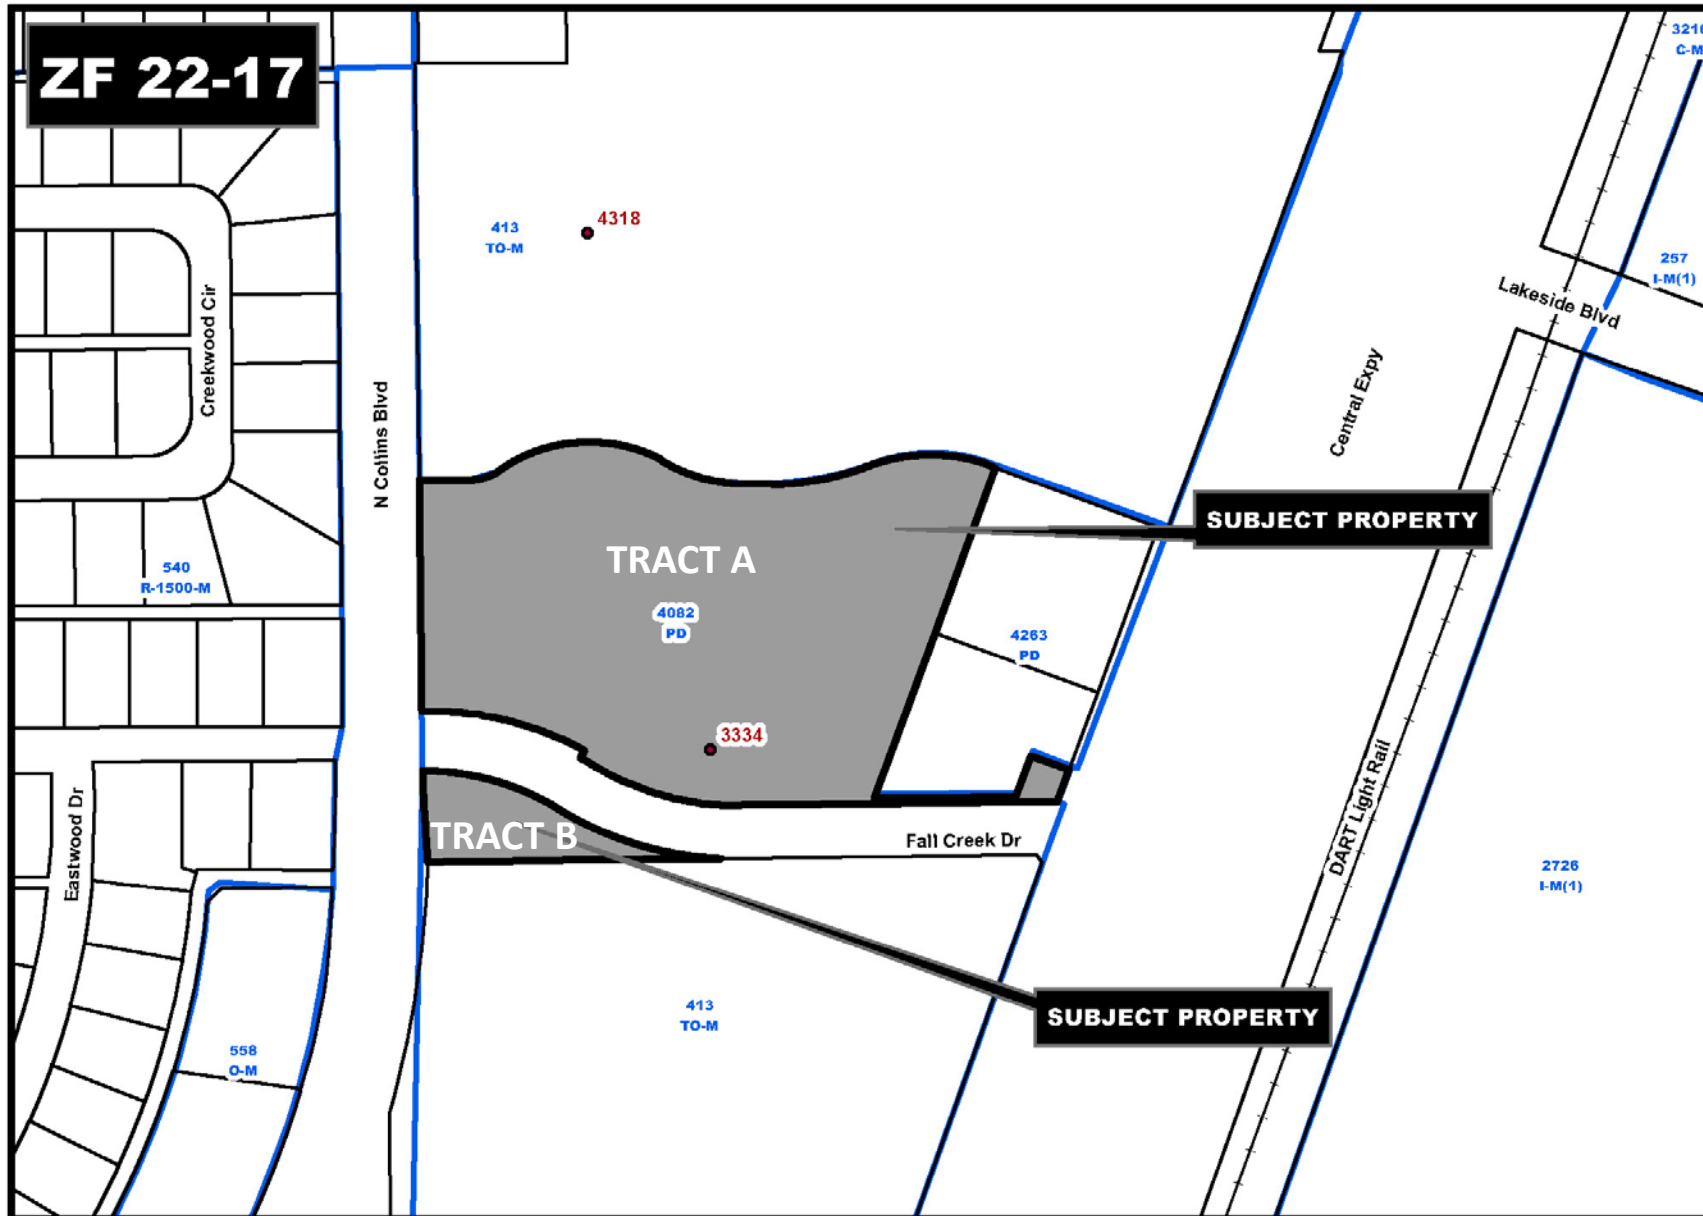 ZF 22-17
3216
C-M
413
TO-M
4318
257
I-M(1)
Lakeside Blvd
Creekwood Cir
N Collins Blvd
Central Expy
SUBJECT PROPERTY
TRACT A
540
R-1500-M
4082
PD
4263
PD
3334
TRACT B
Fall Creek Dr
Eastwood Dr
DART Light Rail
2726
I-M(1)
413
TO-M
SUBJECT PROPERTY
558
O-M